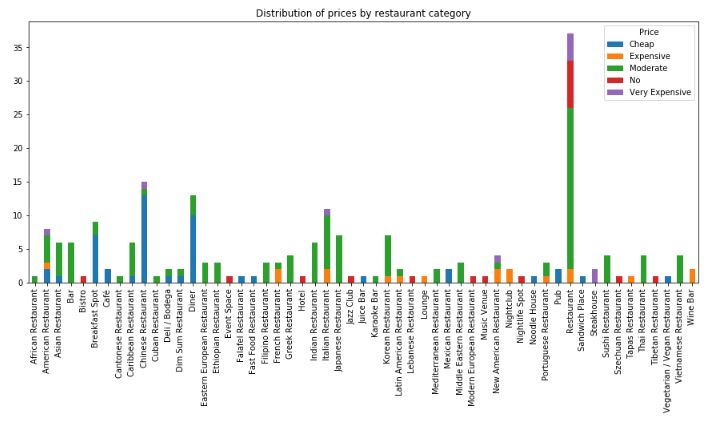 Distribution of prices by restaurant category
Price
Cheap
Expensive
Moderate
No
Very Expensive
35
30
25
20
15
10
5
0
African Restaurant
American Restaurant
Asian Restaurant
Bar
Bistro
Breakfast Spot
Café
Cantonese Restaurant
Caribbean Restaurant
Chinese Restaurant
Cuban Restaurant
Deli / Bodega
Dim Sum Restaurant
Diner
Eastern European Restaurant
Ethiopian Restaurant
Event Space
Falafel Restaurant
Fast Food Restaurant
Filipino Restaurant
French Restaurant
Greek Restaurant
Hotel
Indian Restaurant
Italian Restaurant
Japanese Restaurant
Jazz Club
Juice Bar
Karaoke Bar
Korean Restaurant
Latin American Restaurant
Lebanese Restaurant
Lounge
Mediterranean Restaurant
Mexican Restaurant
Middle Eastern Restaurant
Modern European Restaurant
Music Venue
New American Restaurant
Nightclub
Nightlife Spot
Noodle House
Portuguese Restaurant
Pub
Restaurant
Sandwich Place
Steakhouse
Sushi Restaurant
Szechuan Restaurant
Tapas Restaurant
Thai Restaurant
Tibetan Restaurant
Vegetarian / Vegan Restaurant
Vietnamese Restaurant
Wine Bar